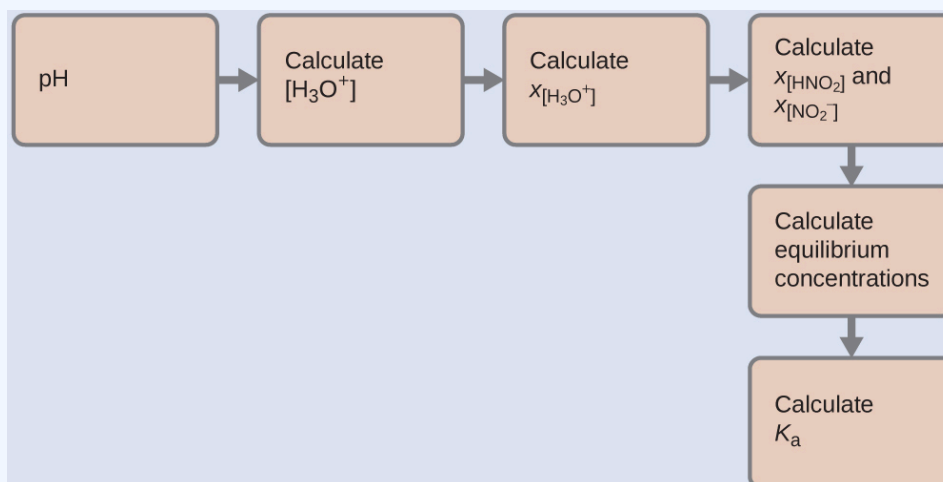 pH
Calculate
[H₃O⁺]
Calculate
x[H₃O⁺]
Calculate
x[HNO₂] and
x[NO₂⁻]
Calculate
equilibrium
concentrations
Calculate
Kₐ